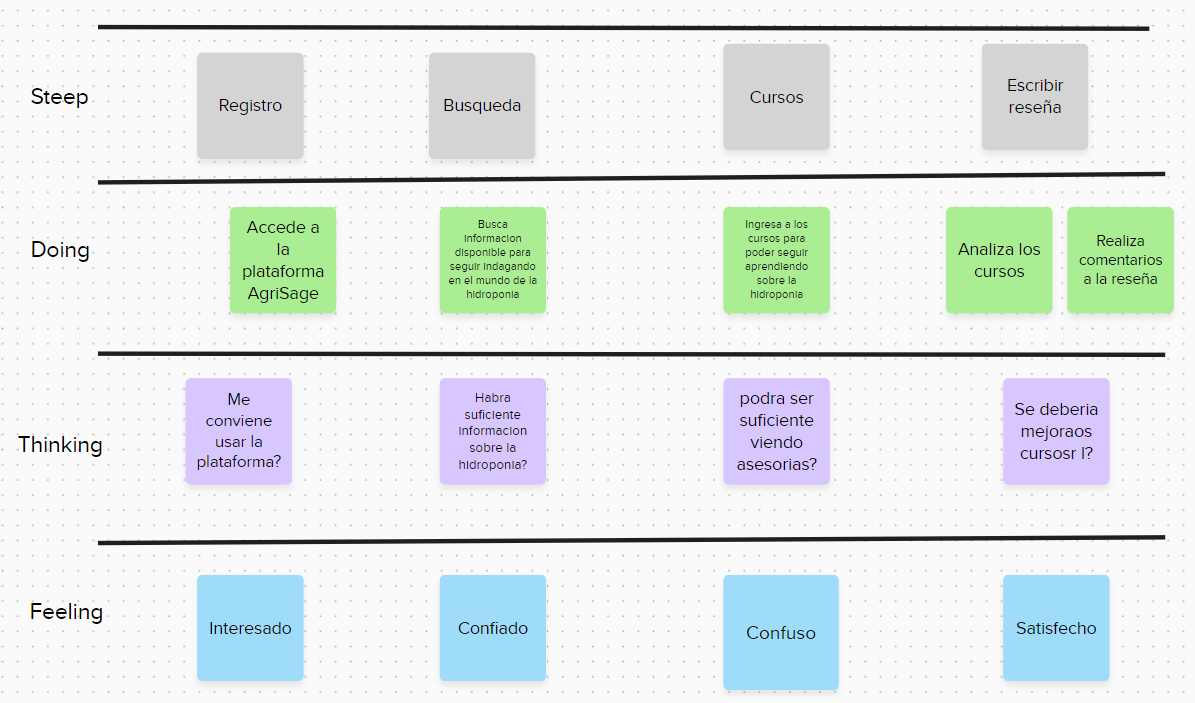 Steep
Registro
Busqueda
Cursos
Escribir
reseña
Doing
Accede a
la
plataforma
AgriSage
Busca
informacion
disponible para
seguir indagando
en el mundo de la
hidroponia
Ingresa a los
cursos para
poder seguir
aprendiendo
sobre la
hidroponia
Analiza los
cursos
Realiza
comentarios
a la reseña
Thinking
Me
conviene
usar la
plataforma?
Habra
suficiente
informacion
sobre la
hidroponia?
podra ser
suficiente
viendo
asesorias?
Se deberia
mejoraos
cursosr l?
Feeling
Interesado
Confiado
Confuso
Satisfecho